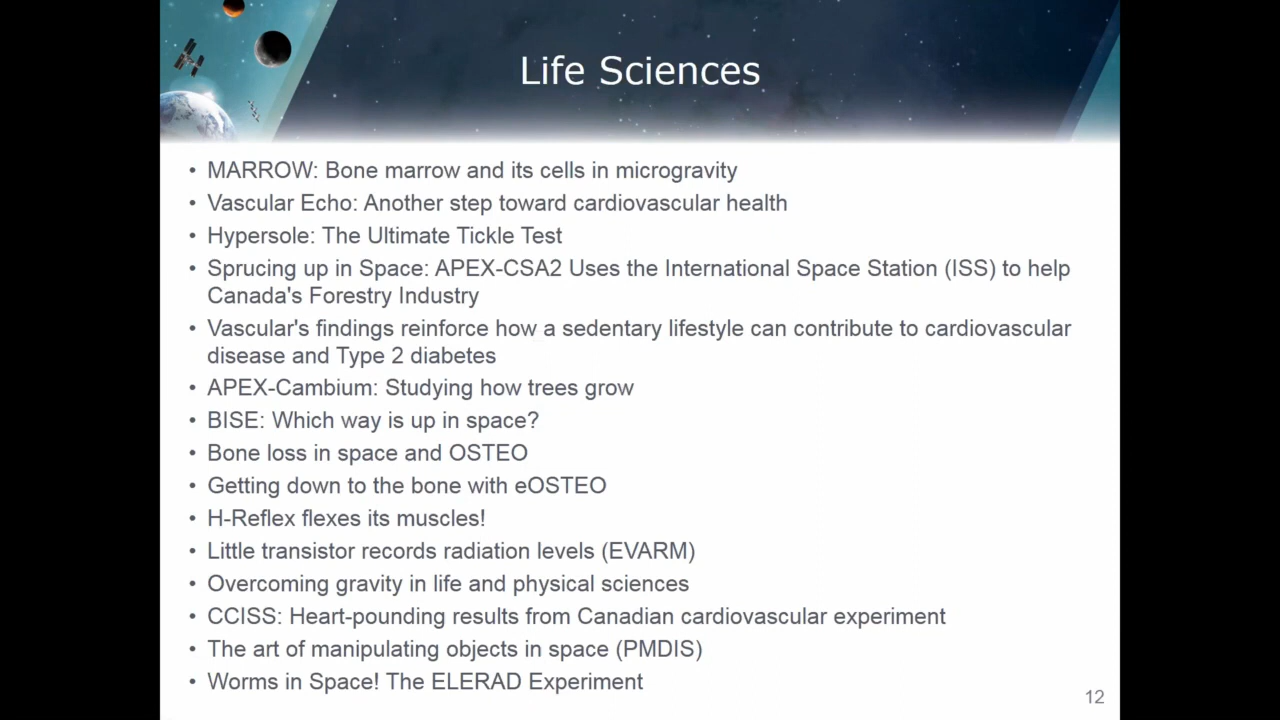 Life Sciences
• MARROW: Bone marrow and its cells in microgravity
• Vascular Echo: Another step toward cardiovascular health
• Hypersole: The Ultimate Tickle Test
• Sprucing up in Space: APEX-CSA2 Uses the International Space Station (ISS) to help
Canada's Forestry Industry
• Vascular's findings reinforce how a sedentary lifestyle can contribute to cardiovascular
disease and Type 2 diabetes
• APEX-Cambium: Studying how trees grow
• BISE: Which way is up in space?
• Bone loss in space and OSTEO
• Getting down to the bone with eOSTEO
• H-Reflex flexes its muscles!
• Little transistor records radiation levels (EVARM)
• Overcoming gravity in life and physical sciences
• CCISS: Heart-pounding results from Canadian cardiovascular experiment
• The art of manipulating objects in space (PMDIS)
• Worms in Space! The ELERAD Experiment
12